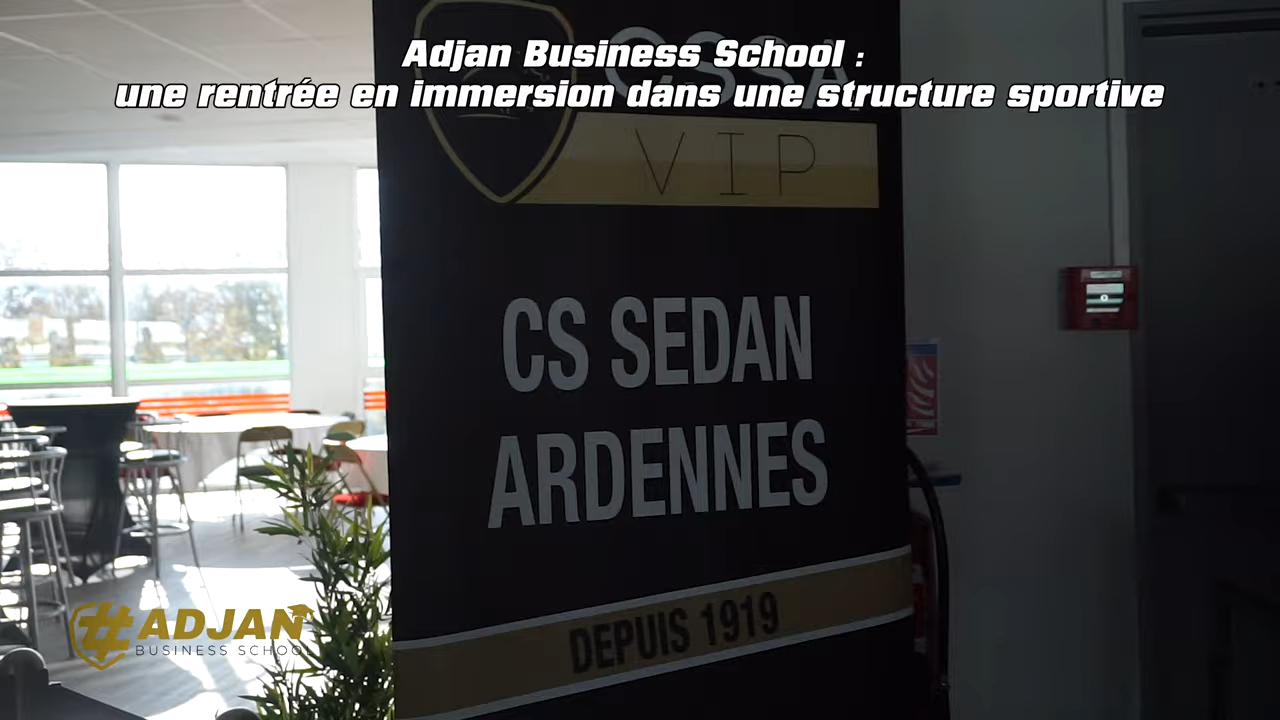 Adjan Business School :
une rentrée en immersion dans une structure sportive
CSSA
VIP
CS SEDAN
ARDENNES
DEPUIS 1919
#ADJAN
BUSINESS SCHOOL